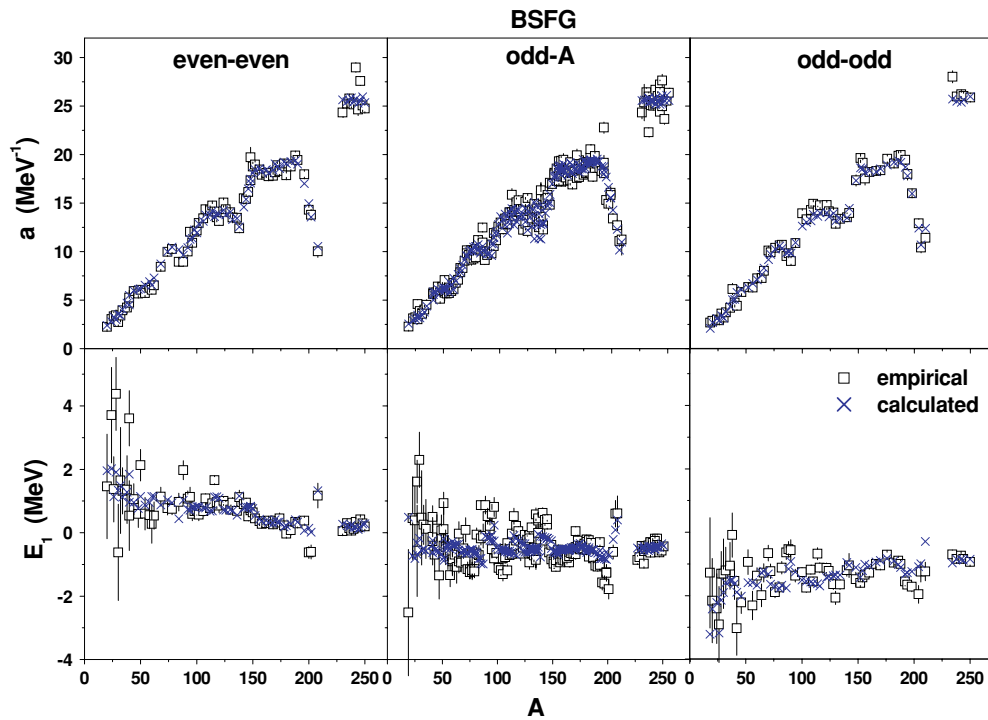 BSFG
even-even
odd-A
odd-odd
a (MeV⁻¹)
30
25
20
15
10
5
0
empirical
calculated
E₁ (MeV)
4
2
0
-2
-4
0 50 100 150 200 250
50 100 150 200 250
0 50 100 150 200 250
A